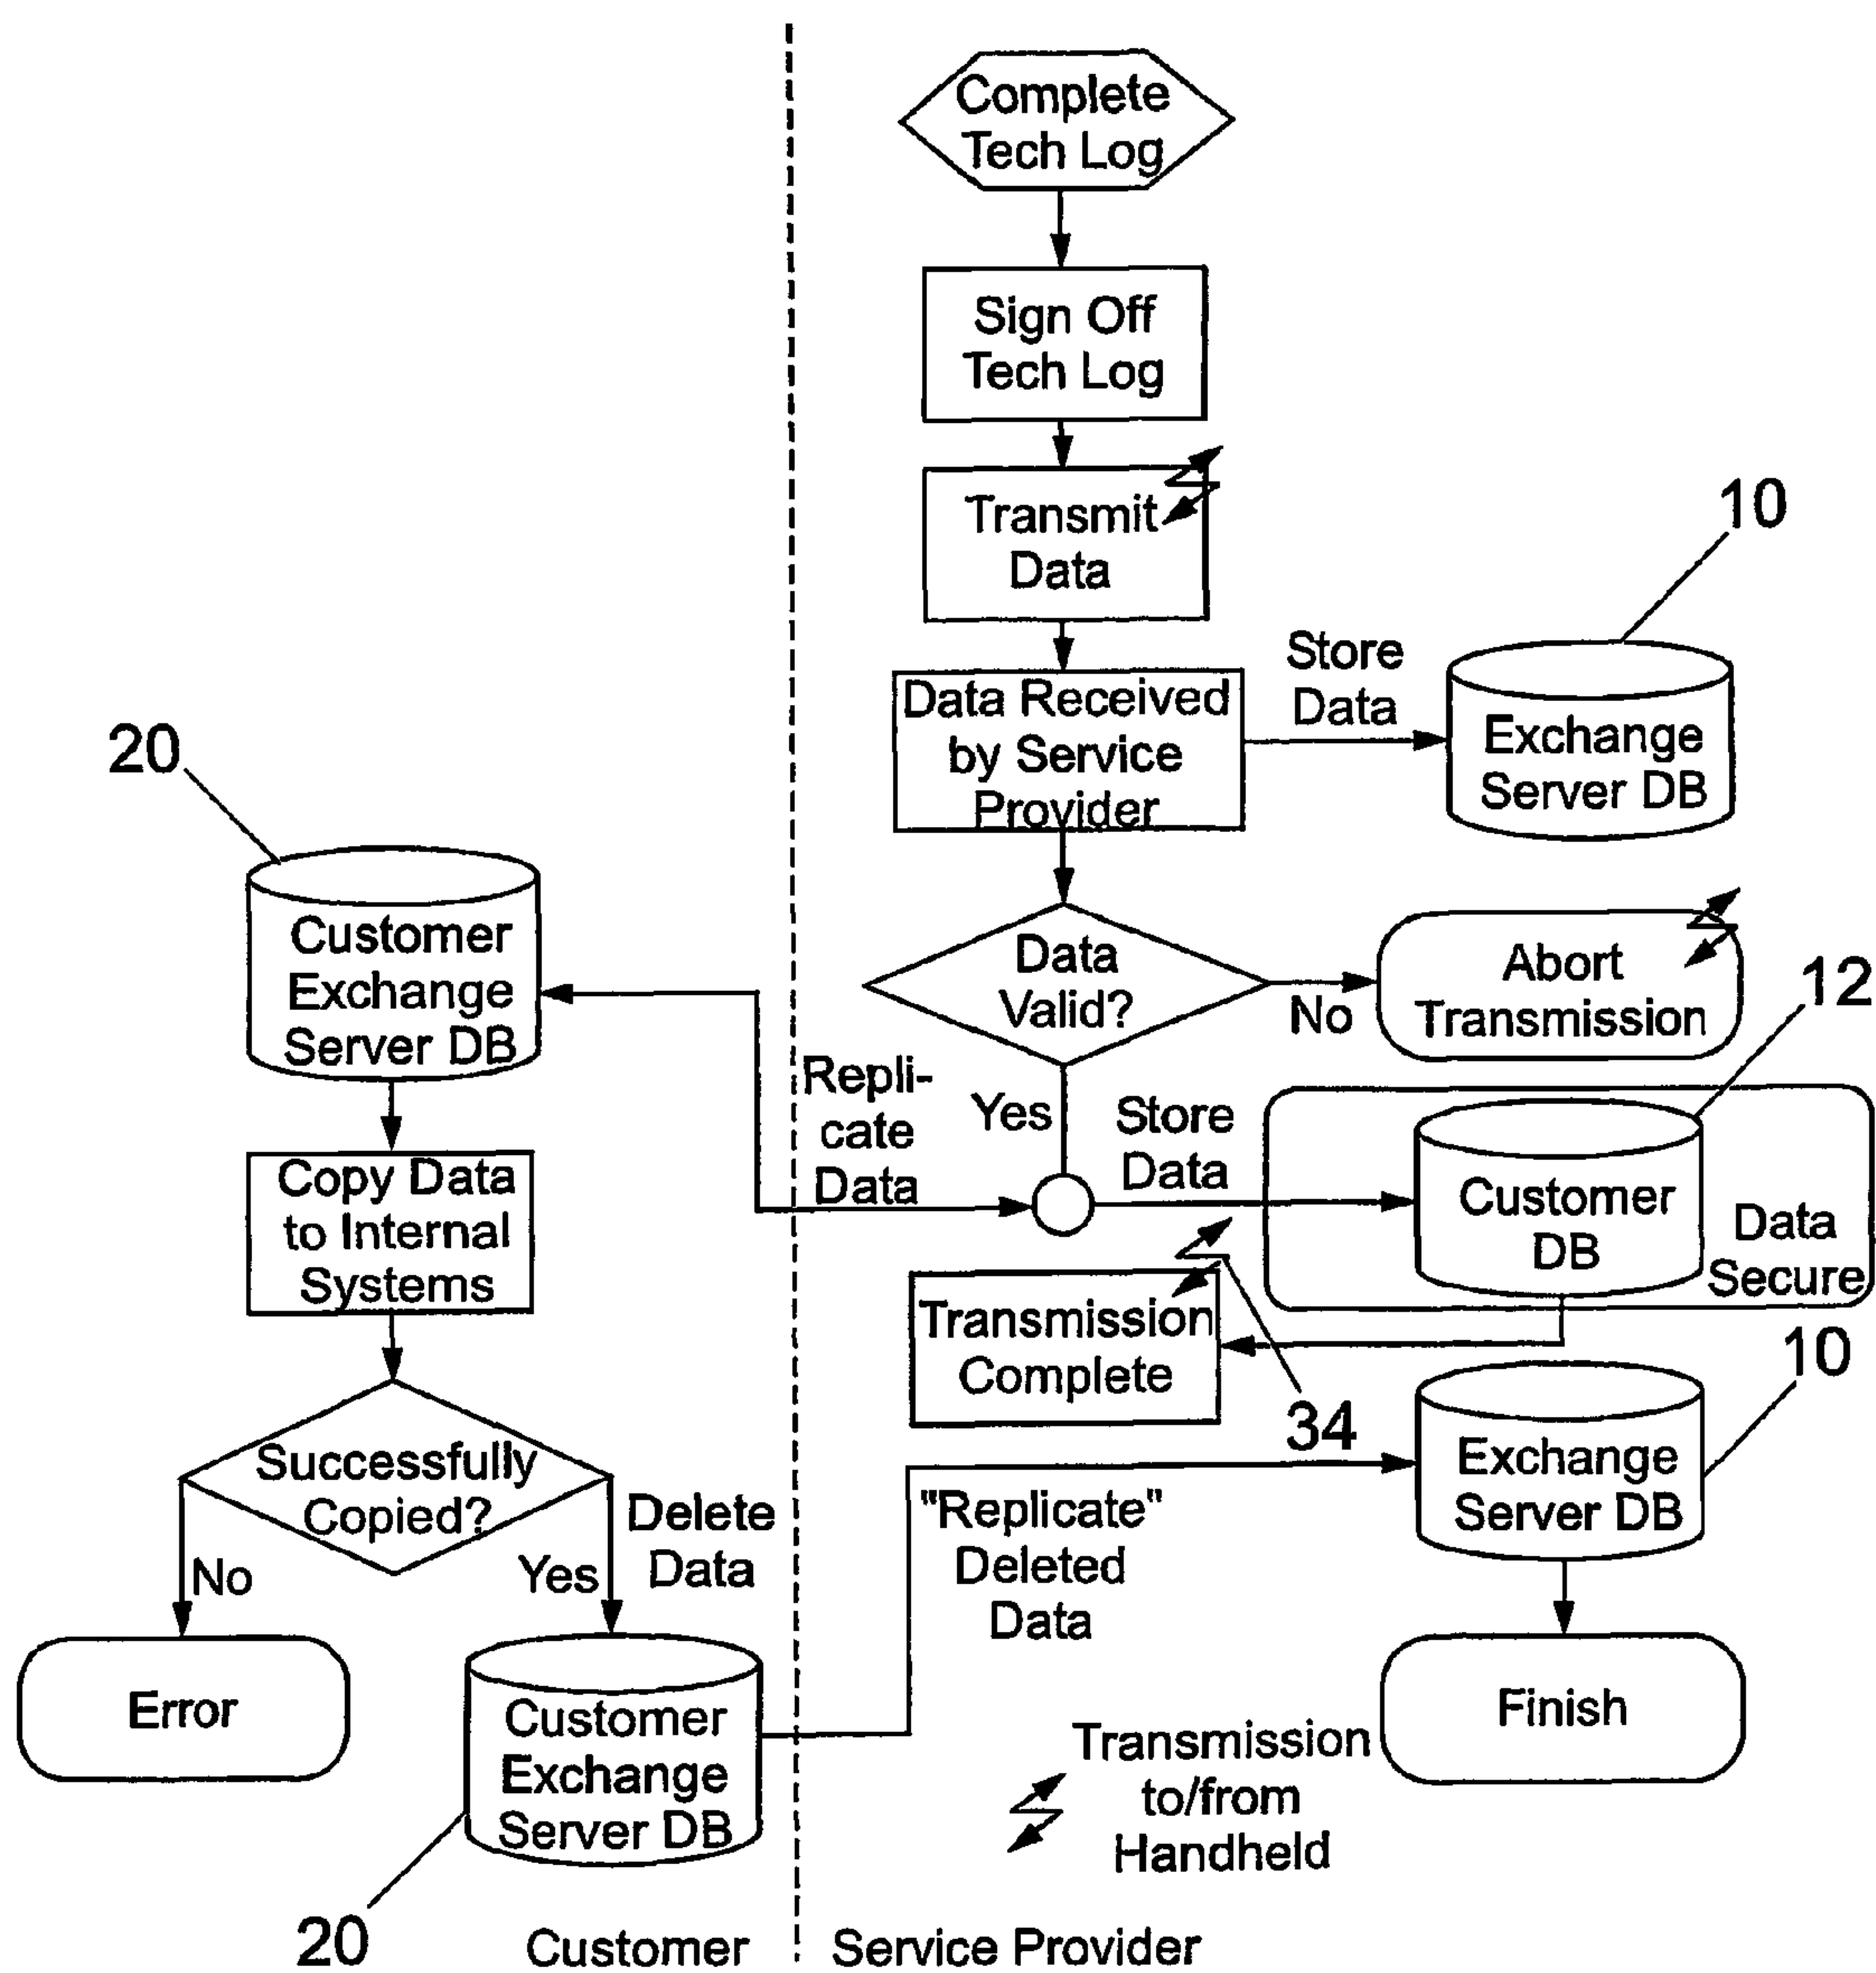 Complete
Tech Log
Sign Off
Tech Log
Transmit
Data
10
Store
Data
Data Received
by Service
Provider
Exchange
Server DB
20
Customer
Exchange
Server DB
Data
Valid?
No
Abort
Transmission
12
Repli-
cate
Data
Yes
Store
Data
Customer
DB
Data
Secure
Copy Data
to Internal
Systems
Transmission
Complete
34
10
Successfully
Copied?
No
Yes
Delete
Data
"Replicate"
Deleted
Data
Exchange
Server DB
Error
Customer
Exchange
Server DB
20
Finish
Transmission
to/from
Handheld
Customer
Service Provider